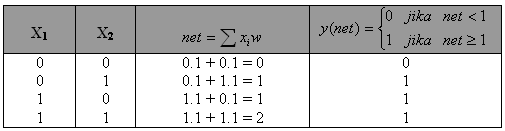 X₁ X₂ net = ∑ xᵢw y(net) = {0 jika net < 1
1 jika net ≥ 1
0 0 0.1 + 0.1 = 0 0
0 1 0.1 + 1.1 = 1 1
1 0 1.1 + 0.1 = 1 1
1 1 1.1 + 1.1 = 2 1